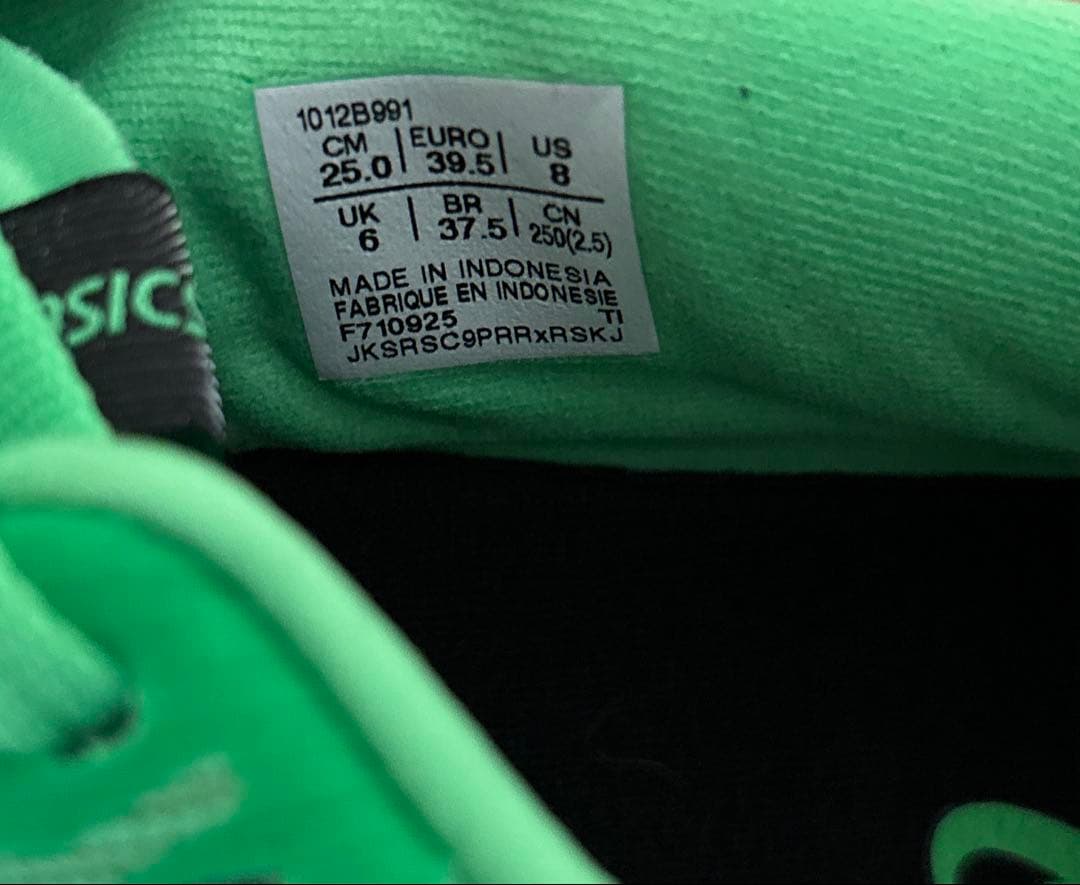 1012B991
CM | EURO | US
25.0 | 39.5 | 8
UK | BR | CN
6 | 37.5 | 250(2.5)
MADE IN INDONESIA
FABRIQUE EN INDONESIE
F710925 TI
JKSRSC9PRRxRSKJ
ASICS